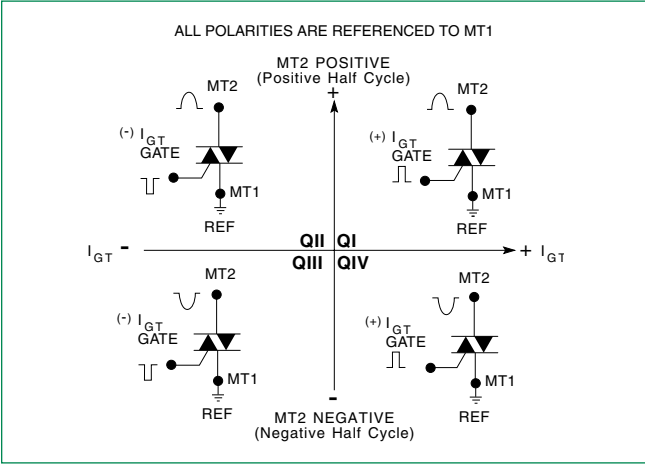 ALL POLARITIES ARE REFERENCED TO MT1
MT2 POSITIVE
(Positive Half Cycle)
+
MT2
(-) IGT
GATE
MT1
REF
MT2
(+) IGT
GATE
MT1
REF
IGT -
QII QI
QIII QIV
+ IGT
MT2
(-) IGT
GATE
MT1
REF
MT2
(+) IGT
GATE
MT1
REF
-
MT2 NEGATIVE
(Negative Half Cycle)